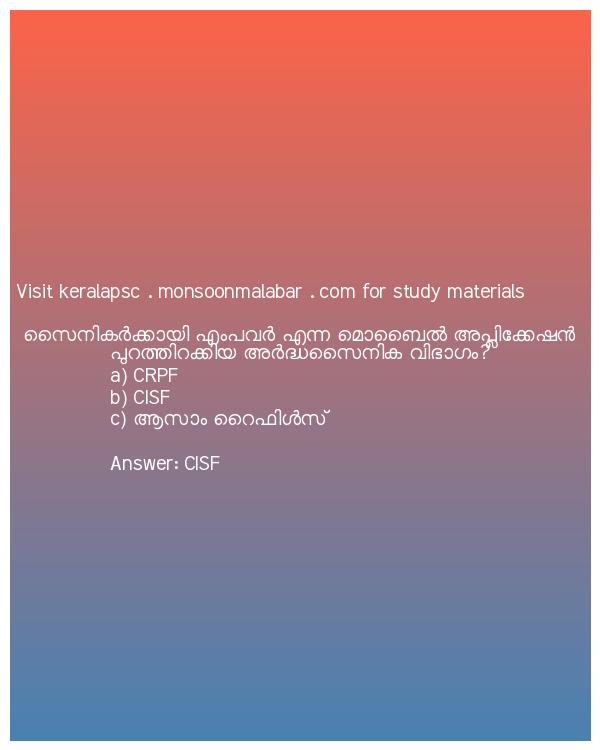 Visit keralapsc . monsoonmalabar . com for study materials
സൈനികർക്കായി എംപവർ എന്ന മൊബൈൽ അപ്ലിക്കേഷൻ
പുറത്തിറക്കിയ അർദ്ധസൈനിക വിഭാഗം?
a) CRPF
b) CISF
c) ആസാം റൈഫിൾസ്
Answer: CISF